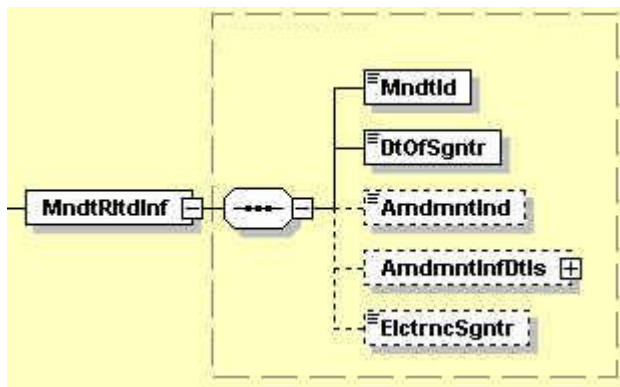 MndtId
DtOfSgntr
MndtRltdInf
AmdmntInd
AmdmntInfDtls
ElctrncSgntr